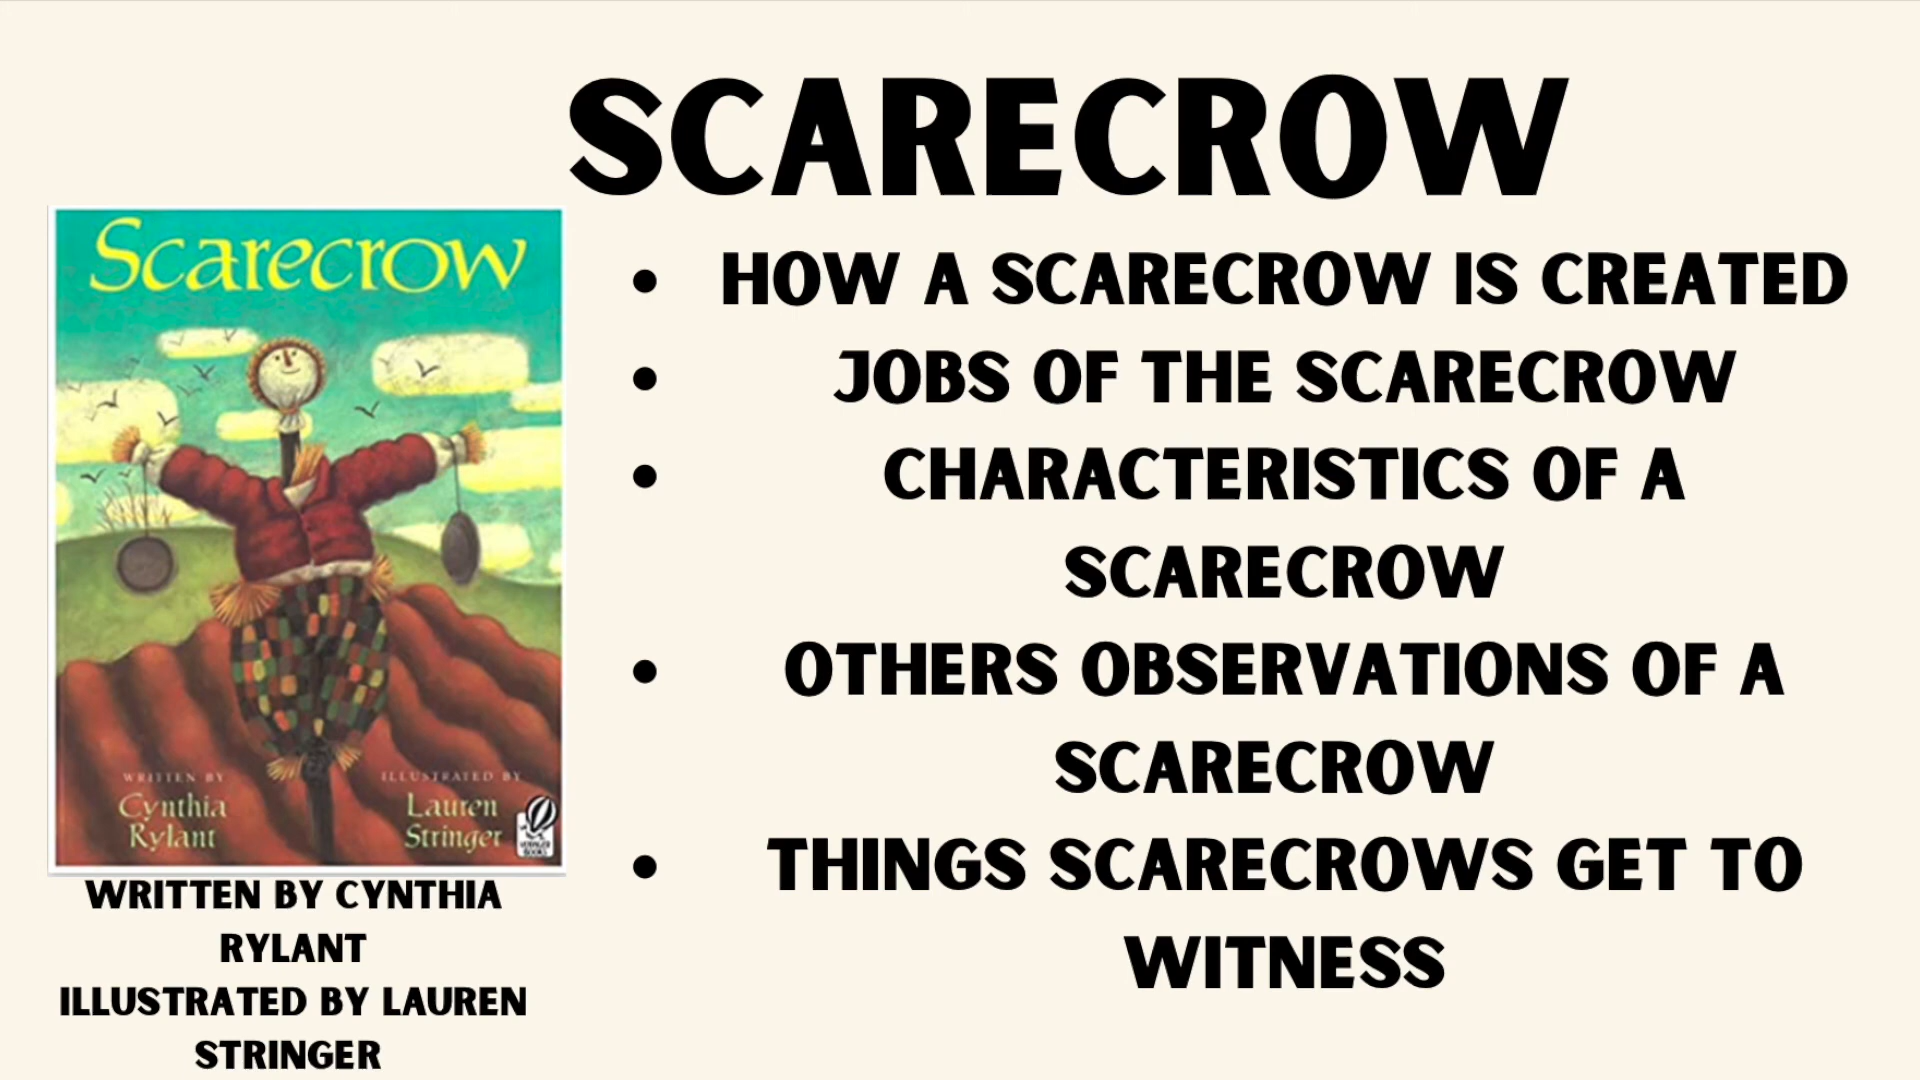 SCARECROW
Scarecrow
WRITTEN BY
Cynthia
Rylant
ILLUSTRATED BY
Lauren
Stringer
VOYAGER
BOOKS
WRITTEN BY CYNTHIA
RYLANT
ILLUSTRATED BY LAUREN
STRINGER
• HOW A SCARECROW IS CREATED
• JOBS OF THE SCARECROW
• CHARACTERISTICS OF A
SCARECROW
• OTHERS OBSERVATIONS OF A
SCARECROW
• THINGS SCARECROWS GET TO
WITNESS